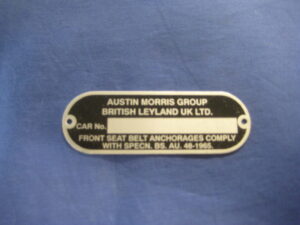 AUSTIN MORRIS GROUP
BRITISH LEYLAND UK LTD.
CAR No.
FRONT SEAT BELT ANCHORAGES COMPLY
WITH SPECN. BS. AU. 48-1965.